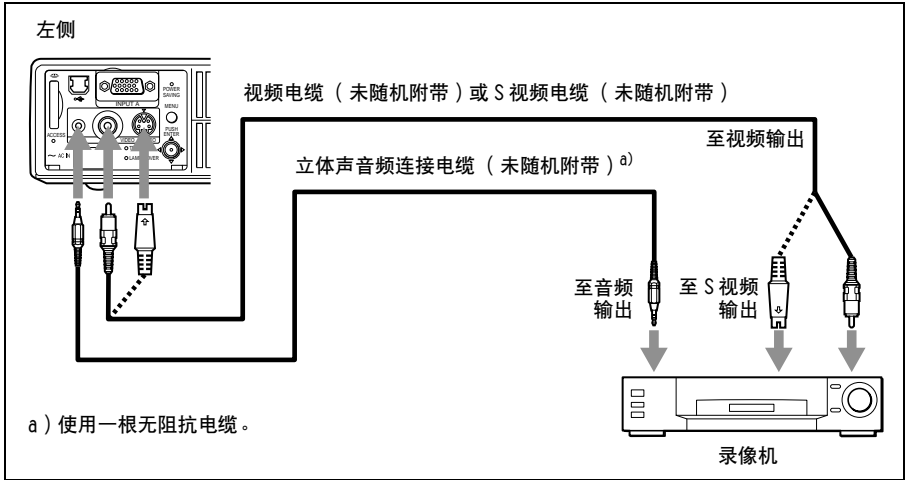 左侧
POWER
SAVING
INPUT A
MENU
PUSH
ENTER
ACCESS
VIDEO
AC IN
视频电缆（未随机附带）或 S 视频电缆（未随机附带）
至视频输出
立体声音频连接电缆（未随机附带）a)
至音频
输出
至 S 视频
输出
a）使用一根无阻抗电缆。
录像机